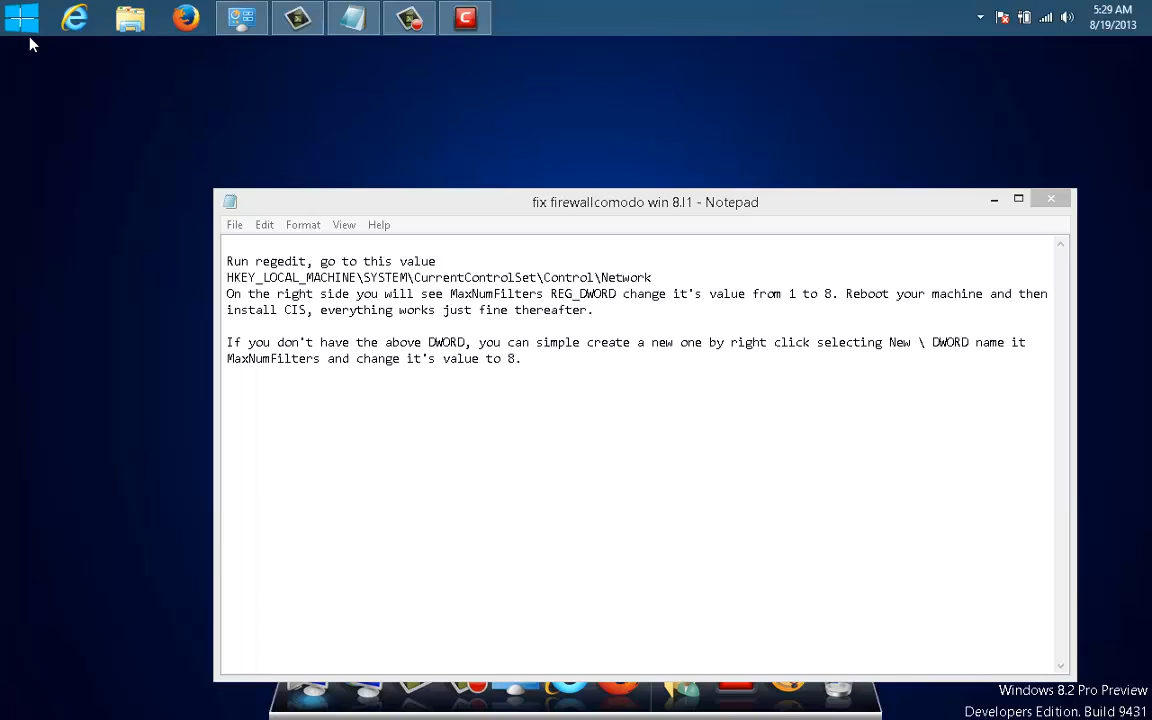 5:29 AM
8/19/2013
fix firewallcomodo win 8.l1 - Notepad
File Edit Format View Help
Run regedit, go to this value
HKEY_LOCAL_MACHINE\SYSTEM\CurrentControlSet\Control\Network
On the right side you will see MaxNumFilters REG_DWORD change it's value from 1 to 8. Reboot your machine and then
install CIS, everything works just fine thereafter.
If you don't have the above DWORD, you can simple create a new one by right click selecting New \ DWORD name it
MaxNumFilters and change it's value to 8.
Windows 8.2 Pro Preview
Developers Edition. Build 9431